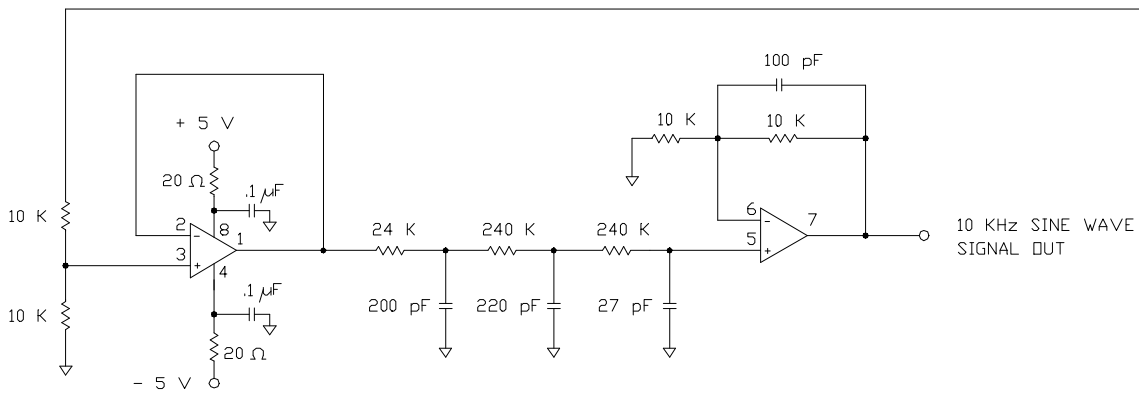 100 pF
10 K
10 K
+ 5 V
20 Ω
.1 µF
10 K
2
8
1
3
4
24 K
240 K
240 K
6
7
5
10 KHz SINE WAVE
SIGNAL OUT
.1 µF
200 pF
220 pF
27 pF
10 K
20 Ω
- 5 V
-
+
-
+